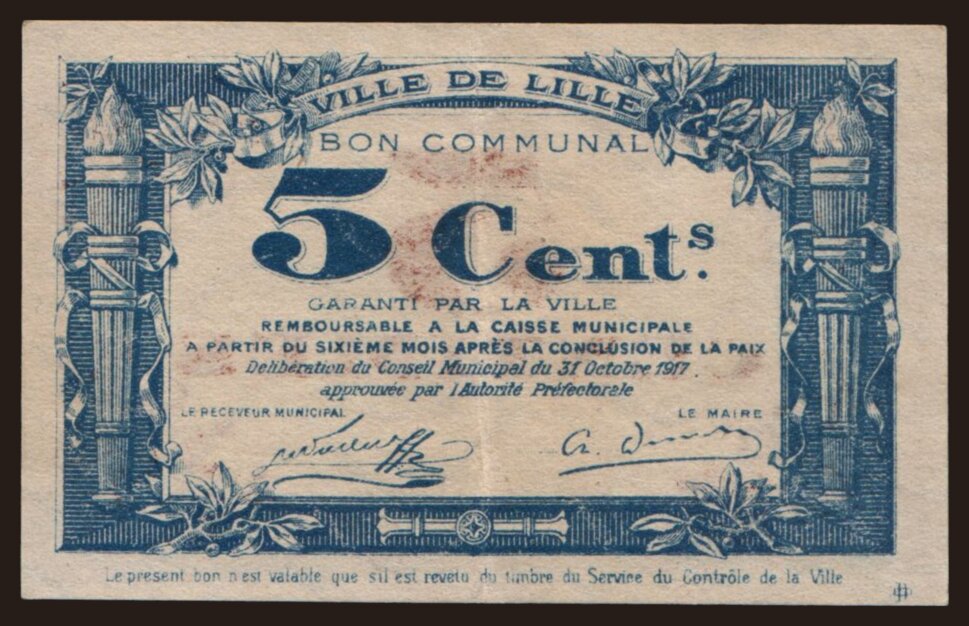 VILLE DE LILLE
BON COMMUNAL
5 Cents.
GARANTI PAR LA VILLE
REMBOURSABLE A LA CAISSE MUNICIPALE
A PARTIR DU SIXIÈME MOIS APRÈS LA CONCLUSION DE LA PAIX
Délibération du Conseil Municipal du 31 Octobre 1917.
approuvée par l'Autorité Préfectorale
LE RECEVEUR MUNICIPAL LE MAIRE
Le present bon n'est valable que s'il est revetu du timbre du Service du Contrôle de la Ville